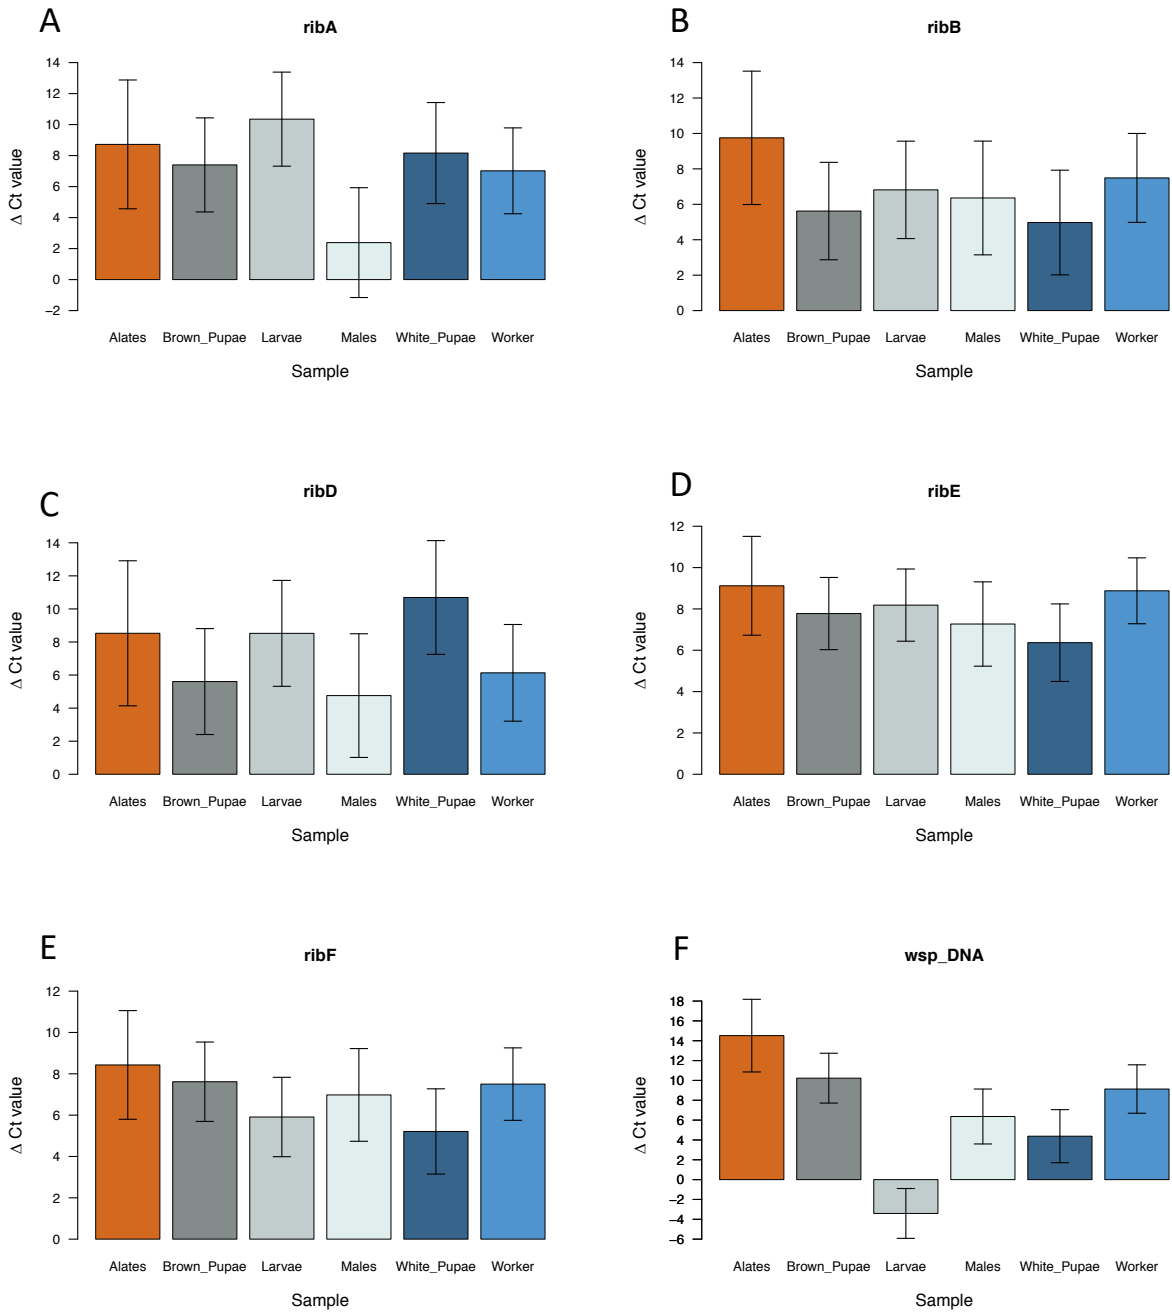 A
ribA
Δ Ct value
14
12
10
8
6
4
2
0
−2
Alates Brown_Pupae Larvae Males White_Pupae Worker
Sample
B
ribB
Δ Ct value
14
12
10
8
6
4
2
0
Alates Brown_Pupae Larvae Males White_Pupae Worker
Sample
C
ribD
Δ Ct value
14
12
10
8
6
4
2
0
Alates Brown_Pupae Larvae Males White_Pupae Worker
Sample
D
ribE
Δ Ct value
12
10
8
6
4
2
0
Alates Brown_Pupae Larvae Males White_Pupae Worker
Sample
E
ribF
Δ Ct value
12
10
8
6
4
2
0
Alates Brown_Pupae Larvae Males White_Pupae Worker
Sample
F
wsp_DNA
Δ Ct value
18
16
14
12
10
8
6
4
2
0
−2
−4
−6
Alates Brown_Pupae Larvae Males White_Pupae Worker
Sample